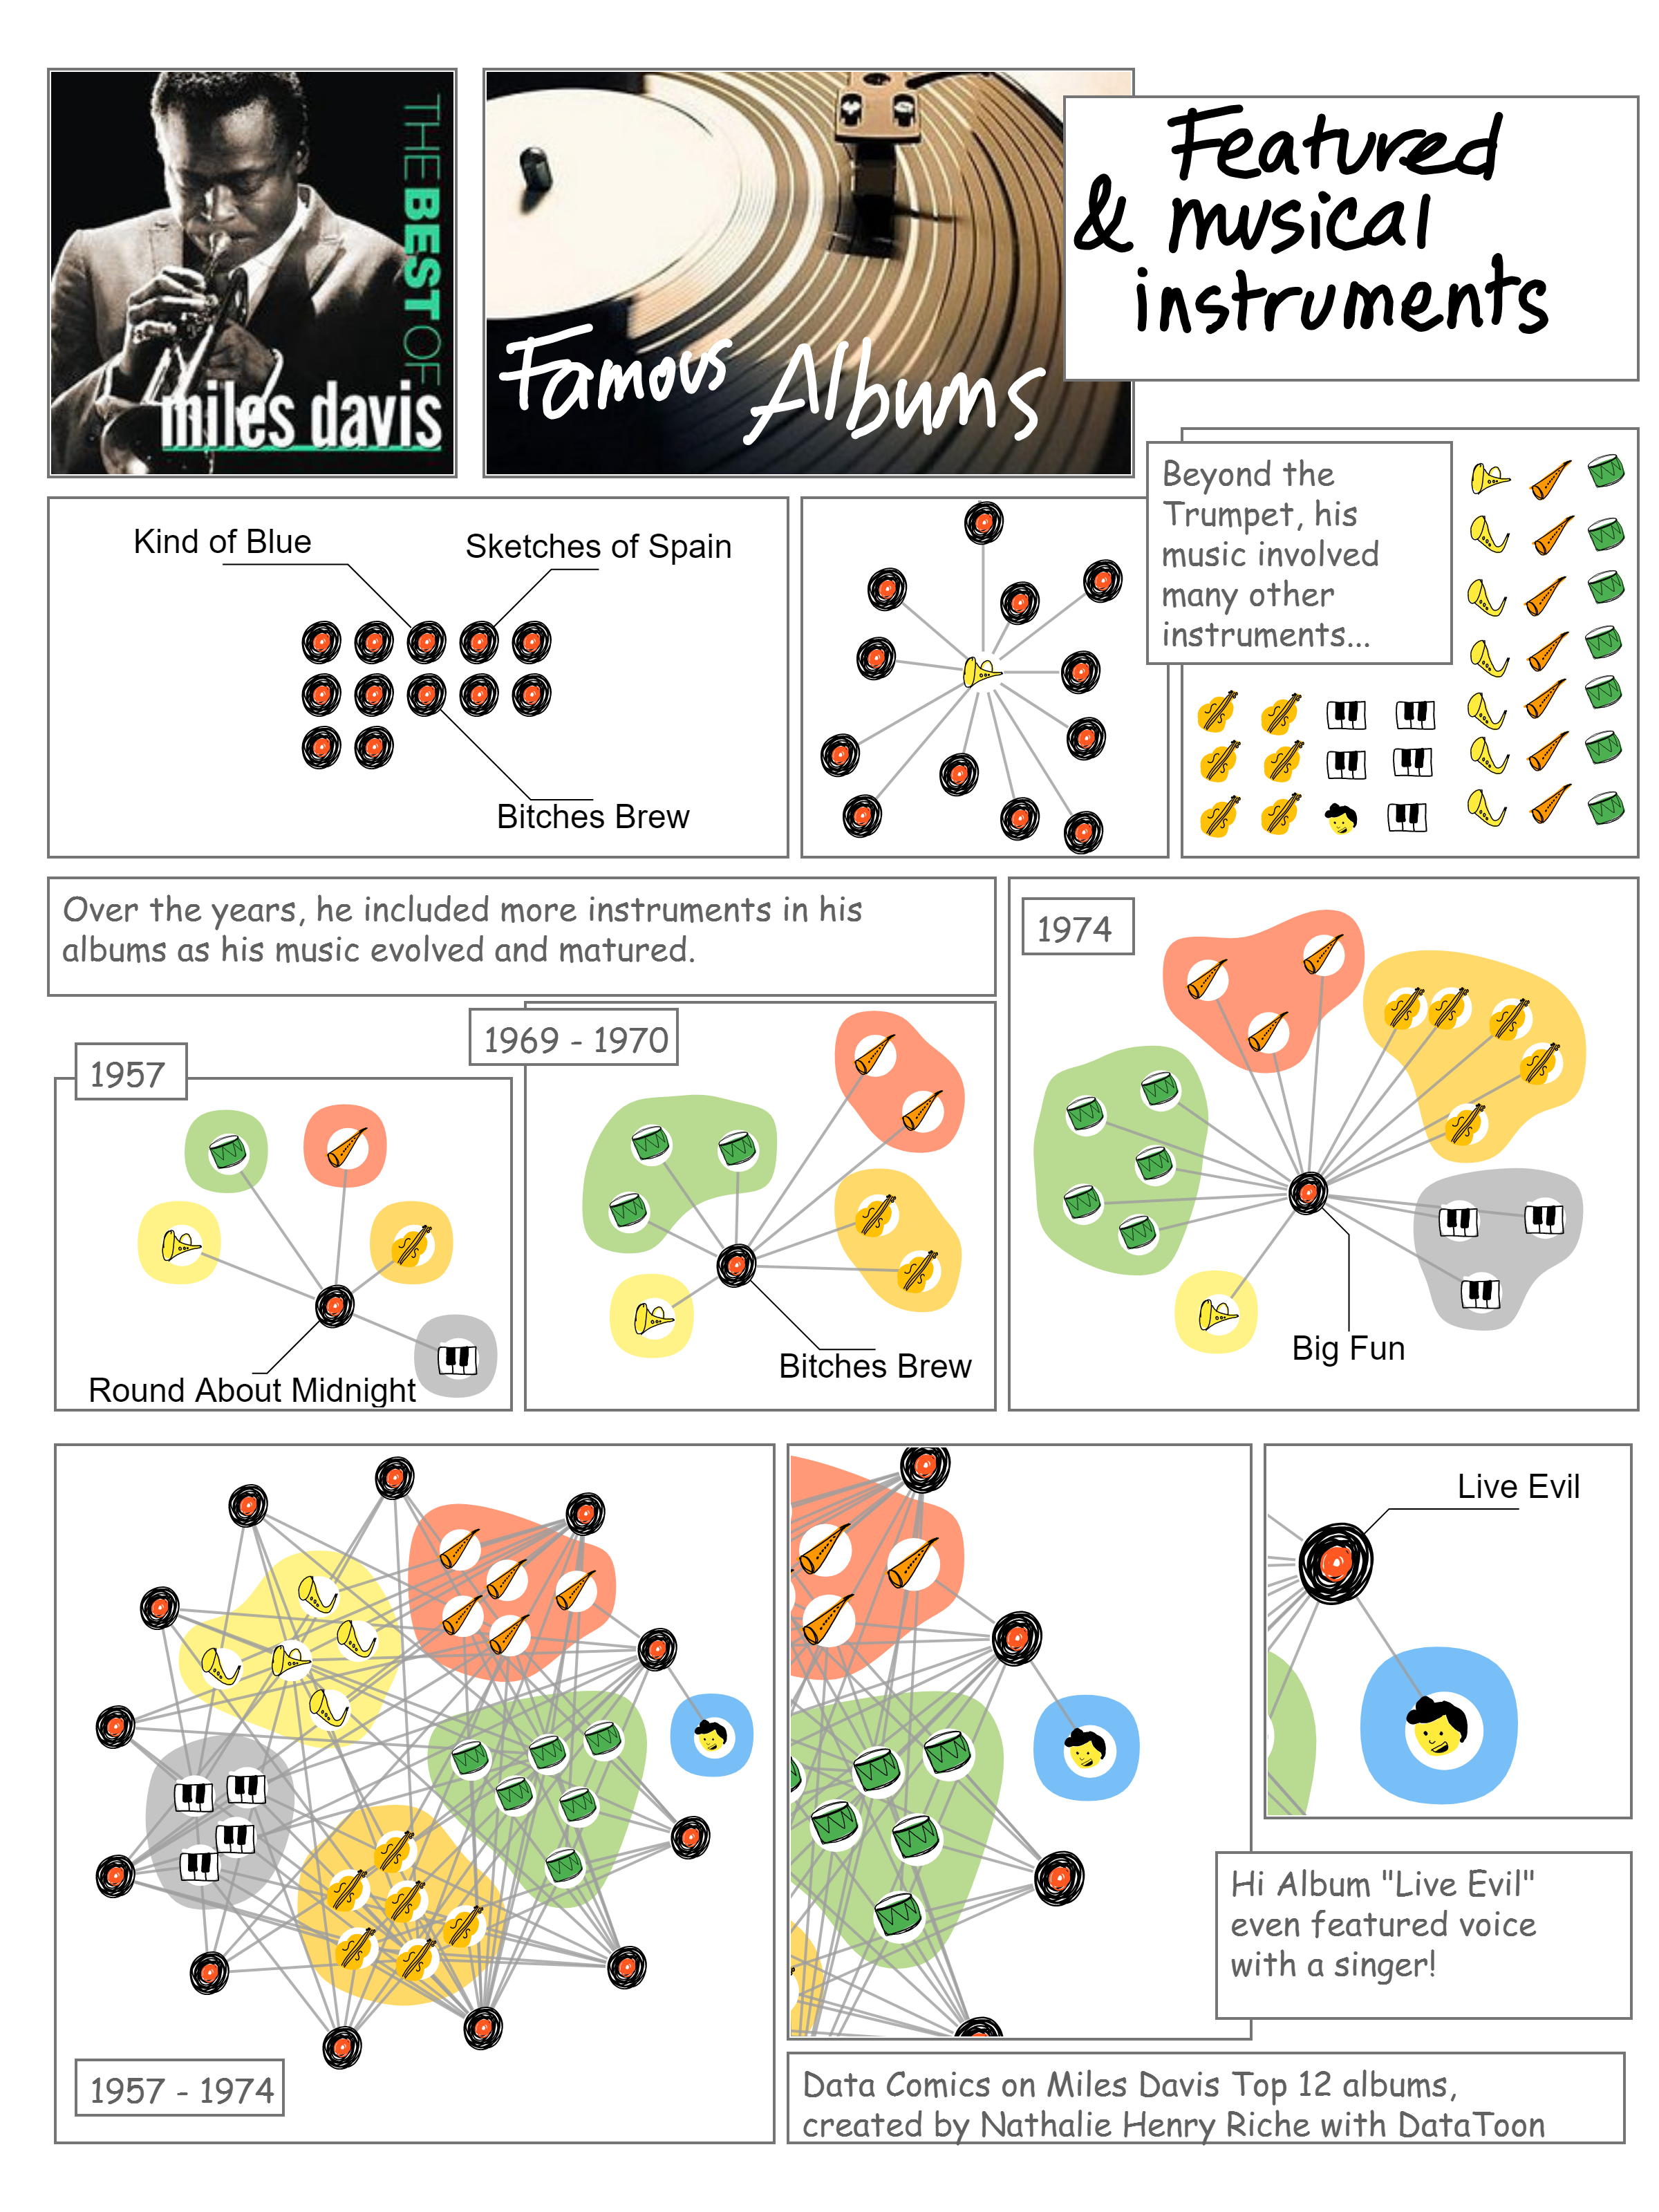 THE BEST OF
miles davis
Famous Albums
Featured
& musical
instruments
Kind of Blue
Sketches of Spain
Bitches Brew
Beyond the
Trumpet, his
music involved
many other
instruments...
Over the years, he included more instruments in his
albums as his music evolved and matured.
1957
Round About Midnight
1969 - 1970
Bitches Brew
1974
Big Fun
1957 - 1974
Live Evil
Hi Album "Live Evil"
even featured voice
with a singer!
Data Comics on Miles Davis Top 12 albums,
created by Nathalie Henry Riche with DataToon